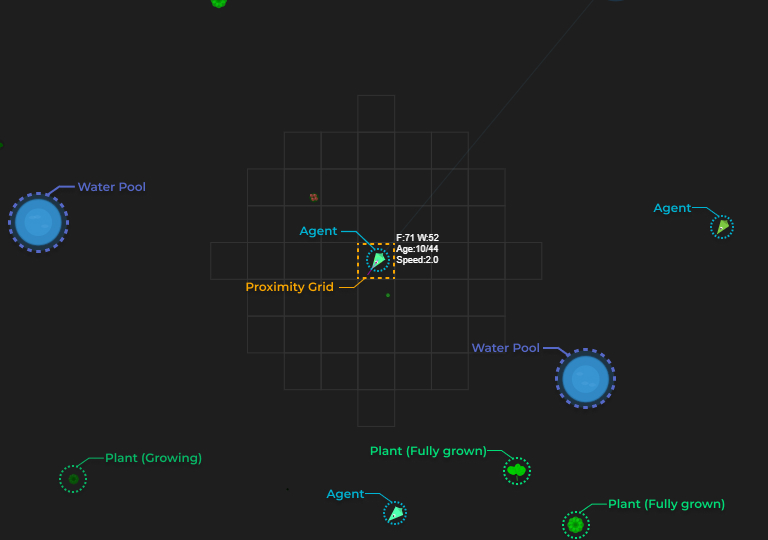 Water Pool
Agent
Agent
F:71 W:52
Age:10/44
Speed:2.0
Proximity Grid
Water Pool
Plant (Fully grown)
Plant (Growing)
Agent
Plant (Fully grown)